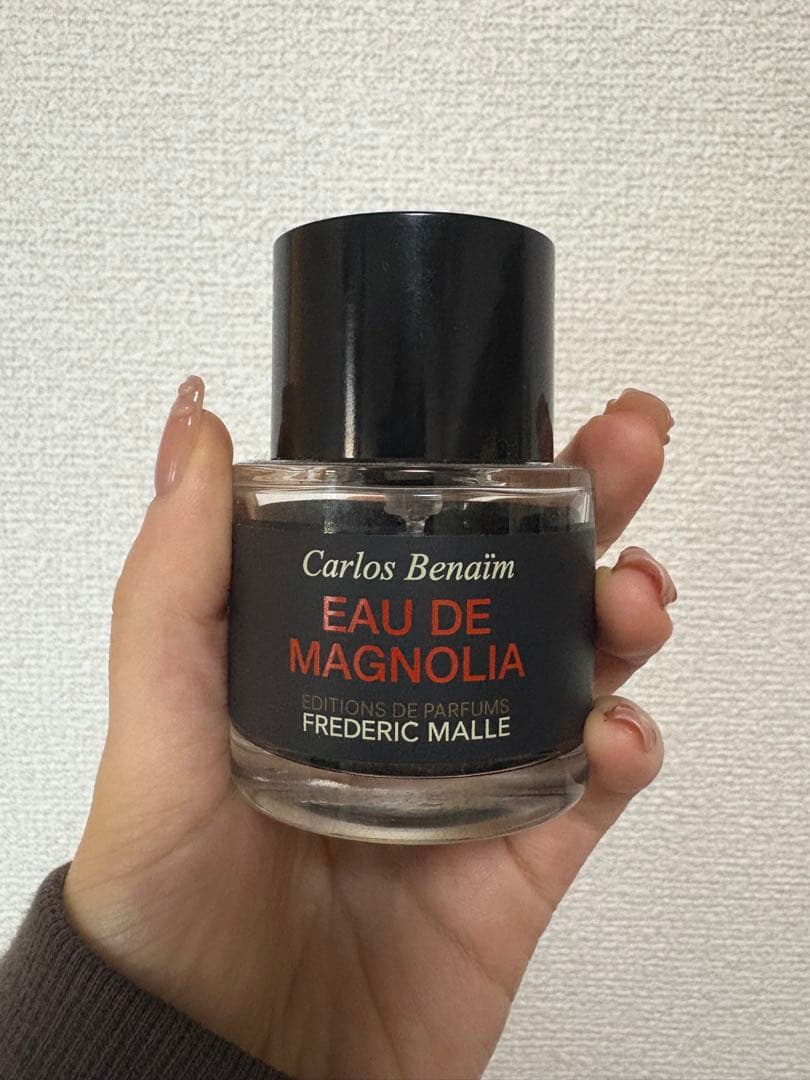 Carlos Benaïm
EAU DE
MAGNOLIA
EDITIONS DE PARFUMS
FREDERIC MALLE